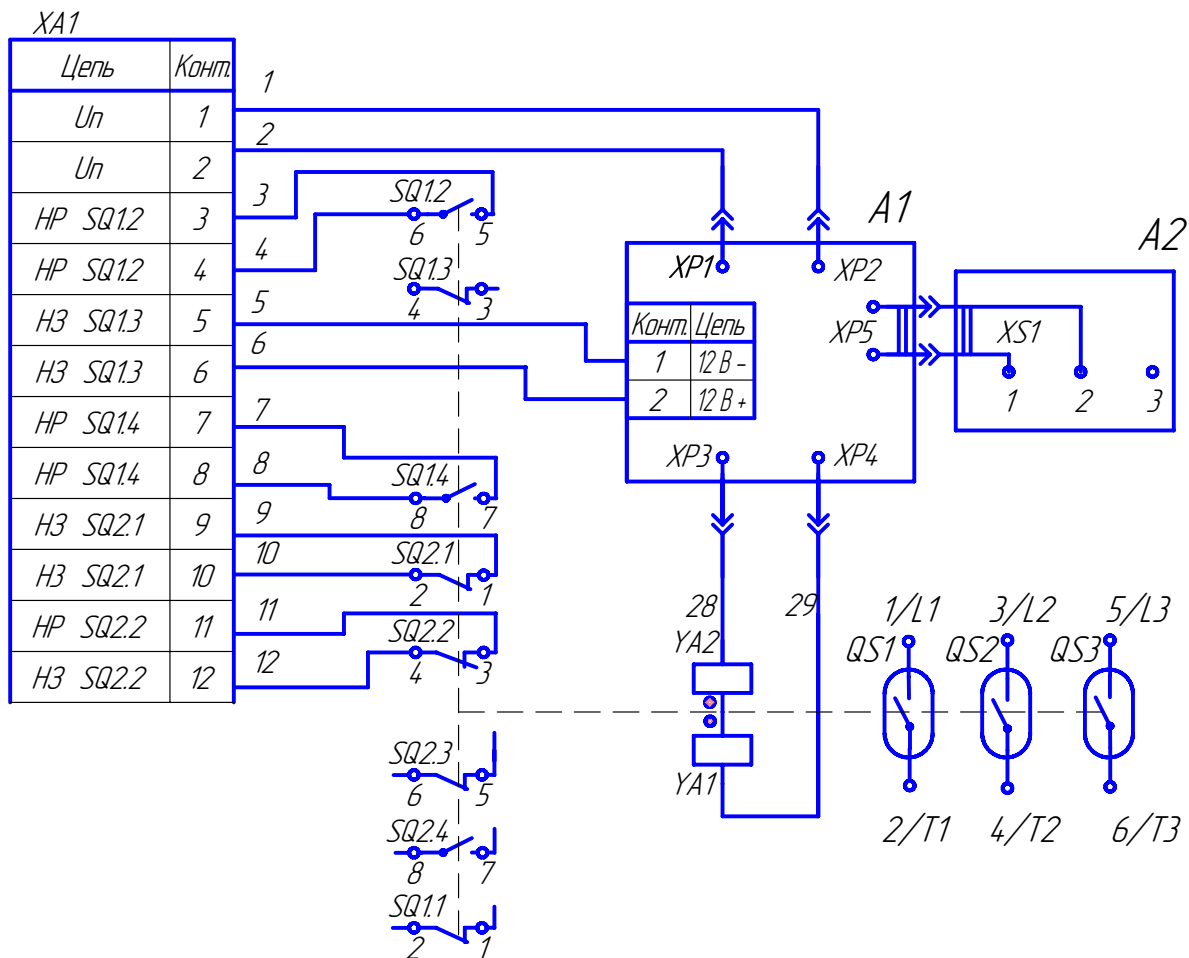 XA1
Цепь Конт.
Uп 1
Uп 2
НР SQ1.2 3
НР SQ1.2 4
НЗ SQ1.3 5
НЗ SQ1.3 6
НР SQ1.4 7
НР SQ1.4 8
НЗ SQ2.1 9
НЗ SQ2.1 10
НР SQ2.2 11
НЗ SQ2.2 12
1
2
3
4
5
6
7
8
9
10
11
12
SQ1.2
6 5
SQ1.3
4 3
SQ1.4
8 7
SQ2.1
2 1
SQ2.2
4 3
SQ2.3
6 5
SQ2.4
8 7
SQ1.1
2 1
A1
XP1 XP2
Конт. Цепь
1 12 В -
2 12 В +
XP5
XP3 XP4
A2
XS1
1 2 3
28 29
YA2
YA1
1/L1 3/L2 5/L3
QS1 QS2 QS3
2/T1 4/T2 6/T3